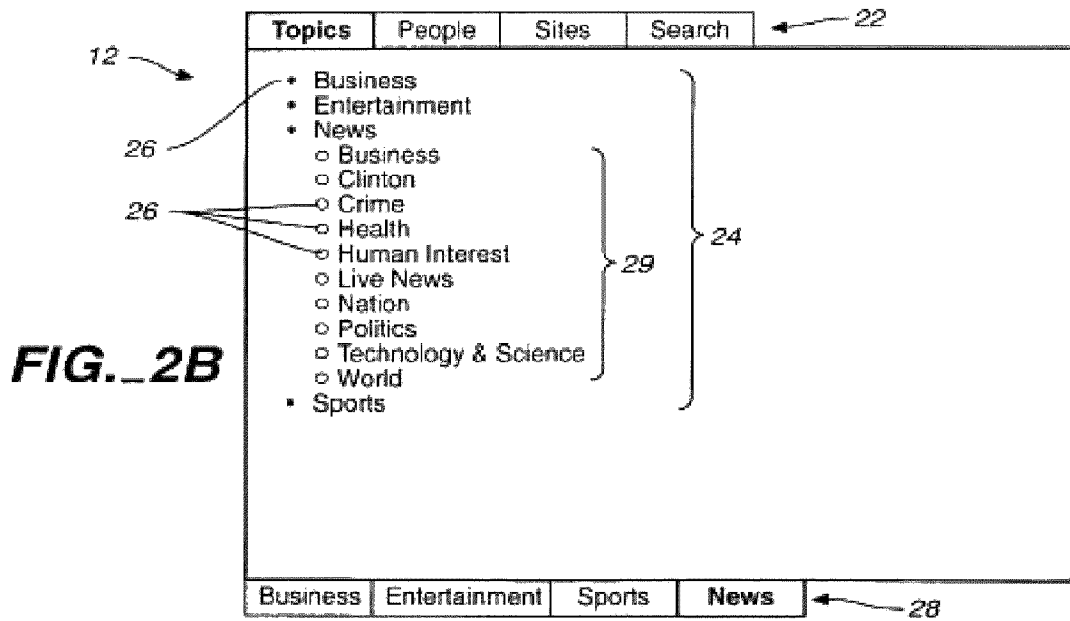 Topics People Sites Search 22
12
• Business
• Entertainment
• News
26
○ Business
○ Clinton
26
○ Crime
○ Health
24
○ Human Interest
29
○ Live News
○ Nation
○ Politics
FIG._2B
○ Technology & Science
○ World
• Sports
Business Entertainment Sports News 28